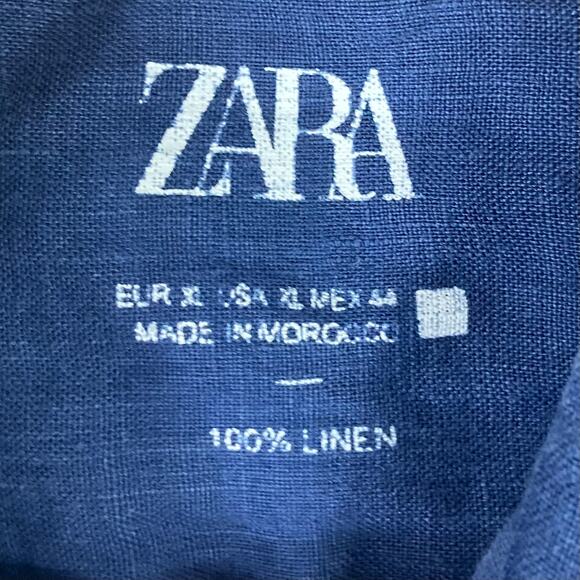 ZARA
EUR XL USA XL MEX 44
MADE IN MOROCCO
100% LINEN